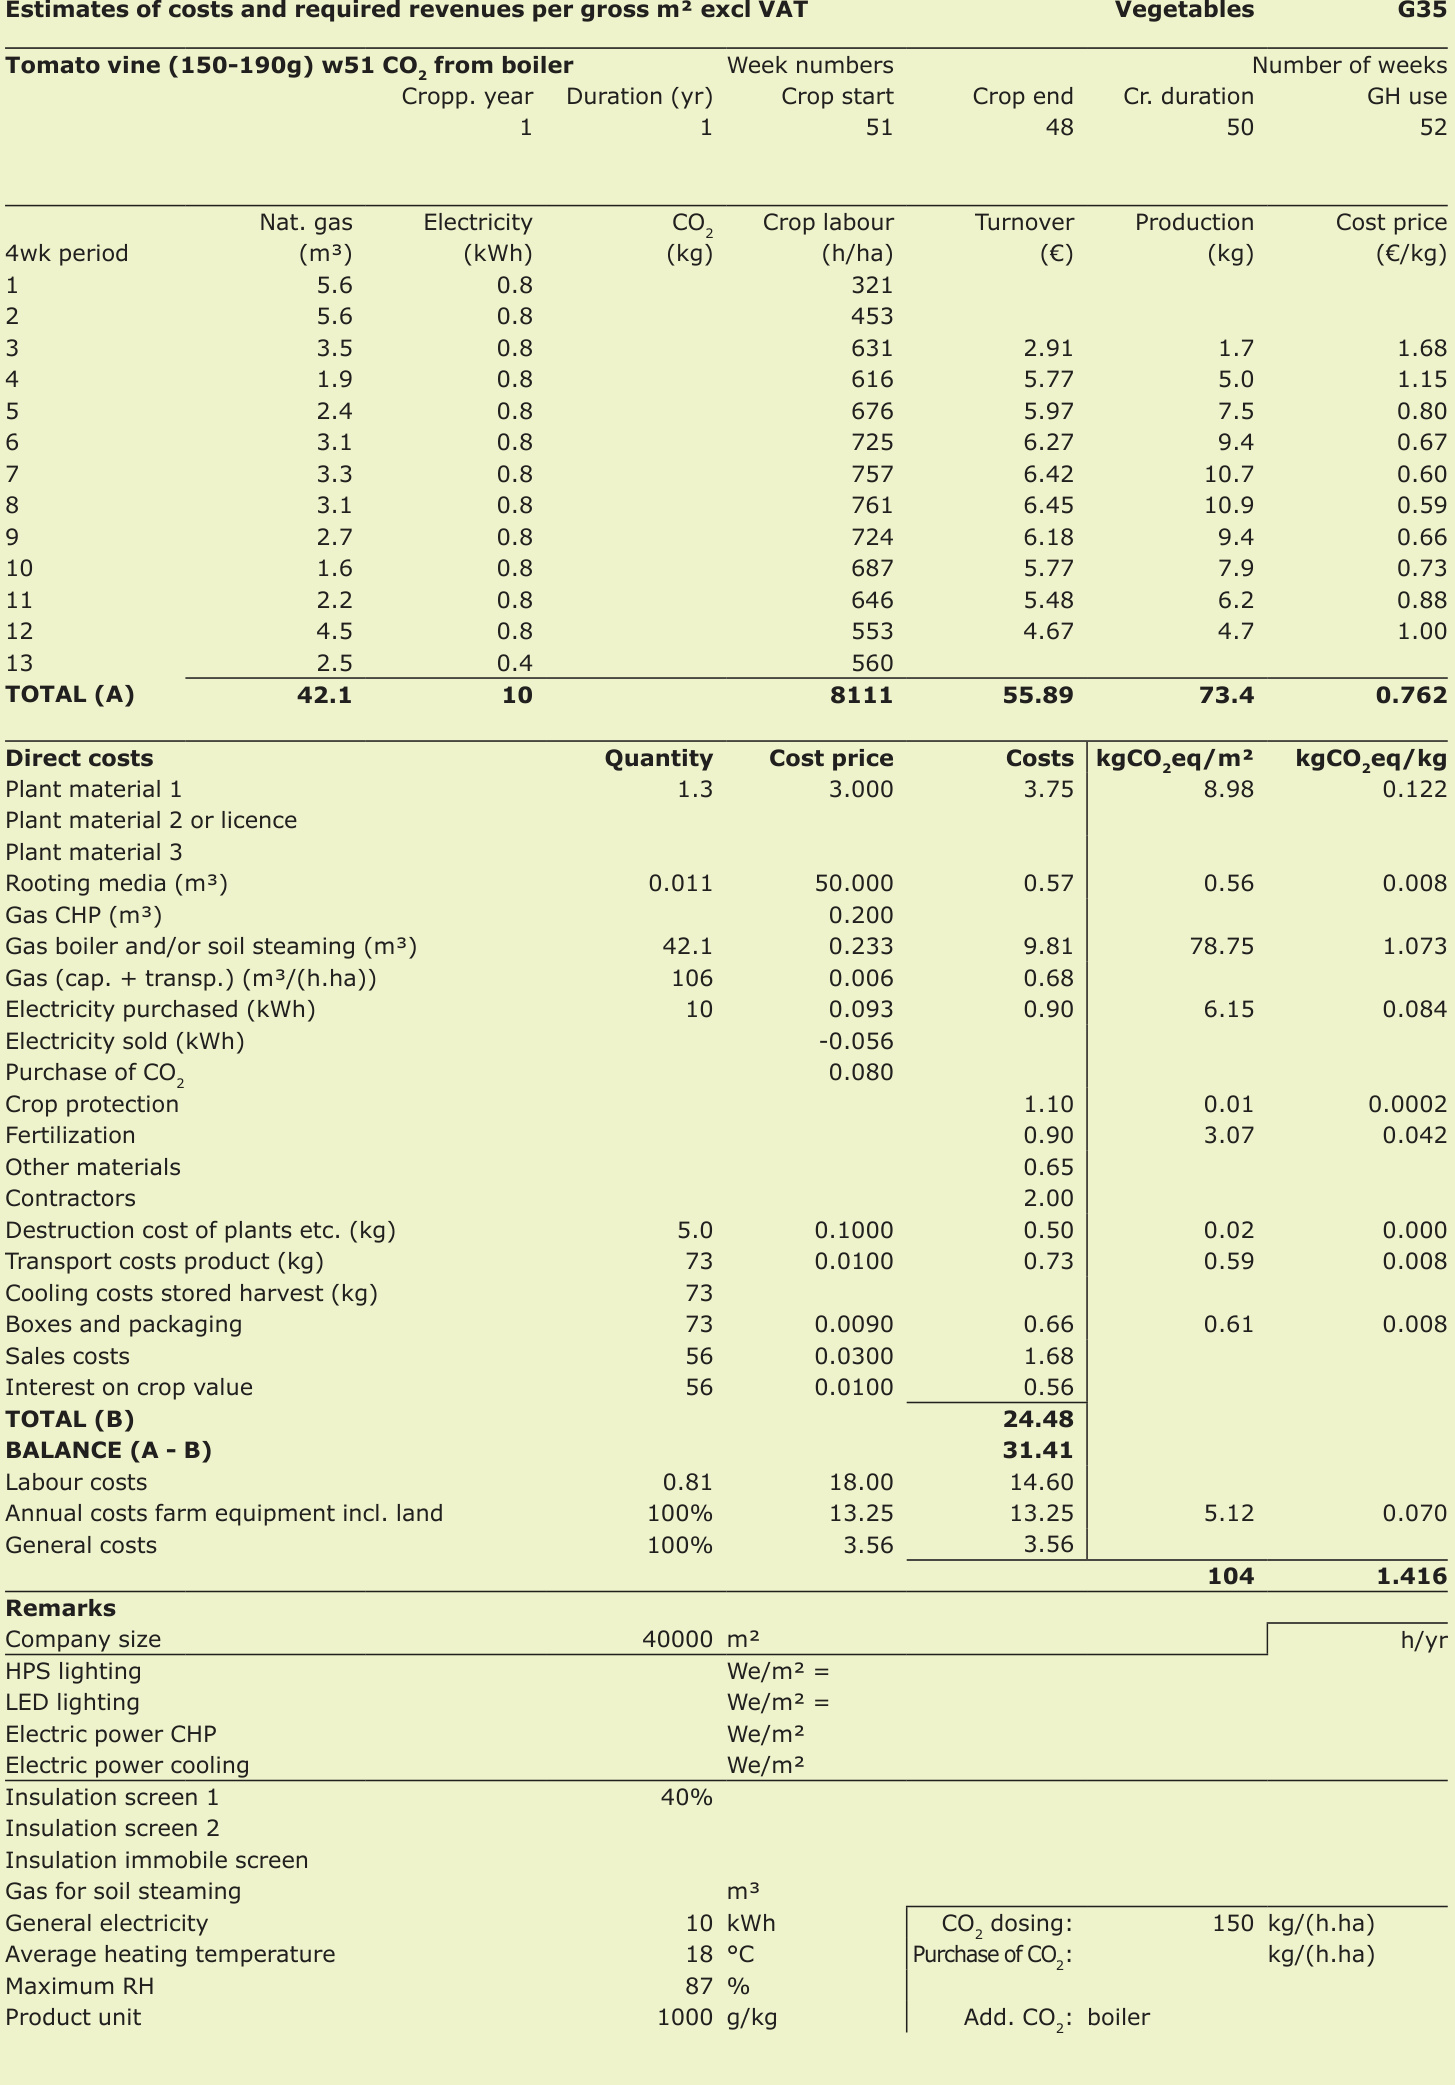 Estimates of costs and required revenues per gross m² excl VAT Vegetables G35
Tomato vine (150-190g) w51 CO₂ from boiler Week numbers Number of weeks
Cropp. year Duration (yr) Crop start Crop end Cr. duration GH use
1 1 51 48 50 52
Nat. gas Electricity CO₂ Crop labour Turnover Production Cost price
4wk period (m³) (kWh) (kg) (h/ha) (€) (kg) (€/kg)
1 5.6 0.8 321
2 5.6 0.8 453
3 3.5 0.8 631 2.91 1.7 1.68
4 1.9 0.8 616 5.77 5.0 1.15
5 2.4 0.8 676 5.97 7.5 0.80
6 3.1 0.8 725 6.27 9.4 0.67
7 3.3 0.8 757 6.42 10.7 0.60
8 3.1 0.8 761 6.45 10.9 0.59
9 2.7 0.8 724 6.18 9.4 0.66
10 1.6 0.8 687 5.77 7.9 0.73
11 2.2 0.8 646 5.48 6.2 0.88
12 4.5 0.8 553 4.67 4.7 1.00
13 2.5 0.4 560
TOTAL (A) 42.1 10 8111 55.89 73.4 0.762
Direct costs Quantity Cost price Costs kgCO₂eq/m² kgCO₂eq/kg
Plant material 1 1.3 3.000 3.75 8.98 0.122
Plant material 2 or licence
Plant material 3
Rooting media (m³) 0.011 50.000 0.57 0.56 0.008
Gas CHP (m³) 0.200
Gas boiler and/or soil steaming (m³) 42.1 0.233 9.81 78.75 1.073
Gas (cap. + transp.) (m³/(h.ha)) 106 0.006 0.68
Electricity purchased (kWh) 10 0.093 0.90 6.15 0.084
Electricity sold (kWh) -0.056
Purchase of CO₂ 0.080
Crop protection 1.10 0.01 0.0002
Fertilization 0.90 3.07 0.042
Other materials 0.65
Contractors 2.00
Destruction cost of plants etc. (kg) 5.0 0.1000 0.50 0.02 0.000
Transport costs product (kg) 73 0.0100 0.73 0.59 0.008
Cooling costs stored harvest (kg) 73
Boxes and packaging 73 0.0090 0.66 0.61 0.008
Sales costs 56 0.0300 1.68
Interest on crop value 56 0.0100 0.56
TOTAL (B) 24.48
BALANCE (A - B) 31.41
Labour costs 0.81 18.00 14.60
Annual costs farm equipment incl. land 100% 13.25 13.25 5.12 0.070
General costs 100% 3.56 3.56
104 1.416
Remarks
Company size 40000 m² h/yr
HPS lighting We/m² =
LED lighting We/m² =
Electric power CHP We/m²
Electric power cooling We/m²
Insulation screen 1 40%
Insulation screen 2
Insulation immobile screen
Gas for soil steaming m³
General electricity 10 kWh CO₂ dosing: 150 kg/(h.ha)
Average heating temperature 18 °C Purchase of CO₂: kg/(h.ha)
Maximum RH 87 %
Product unit 1000 g/kg Add. CO₂: boiler